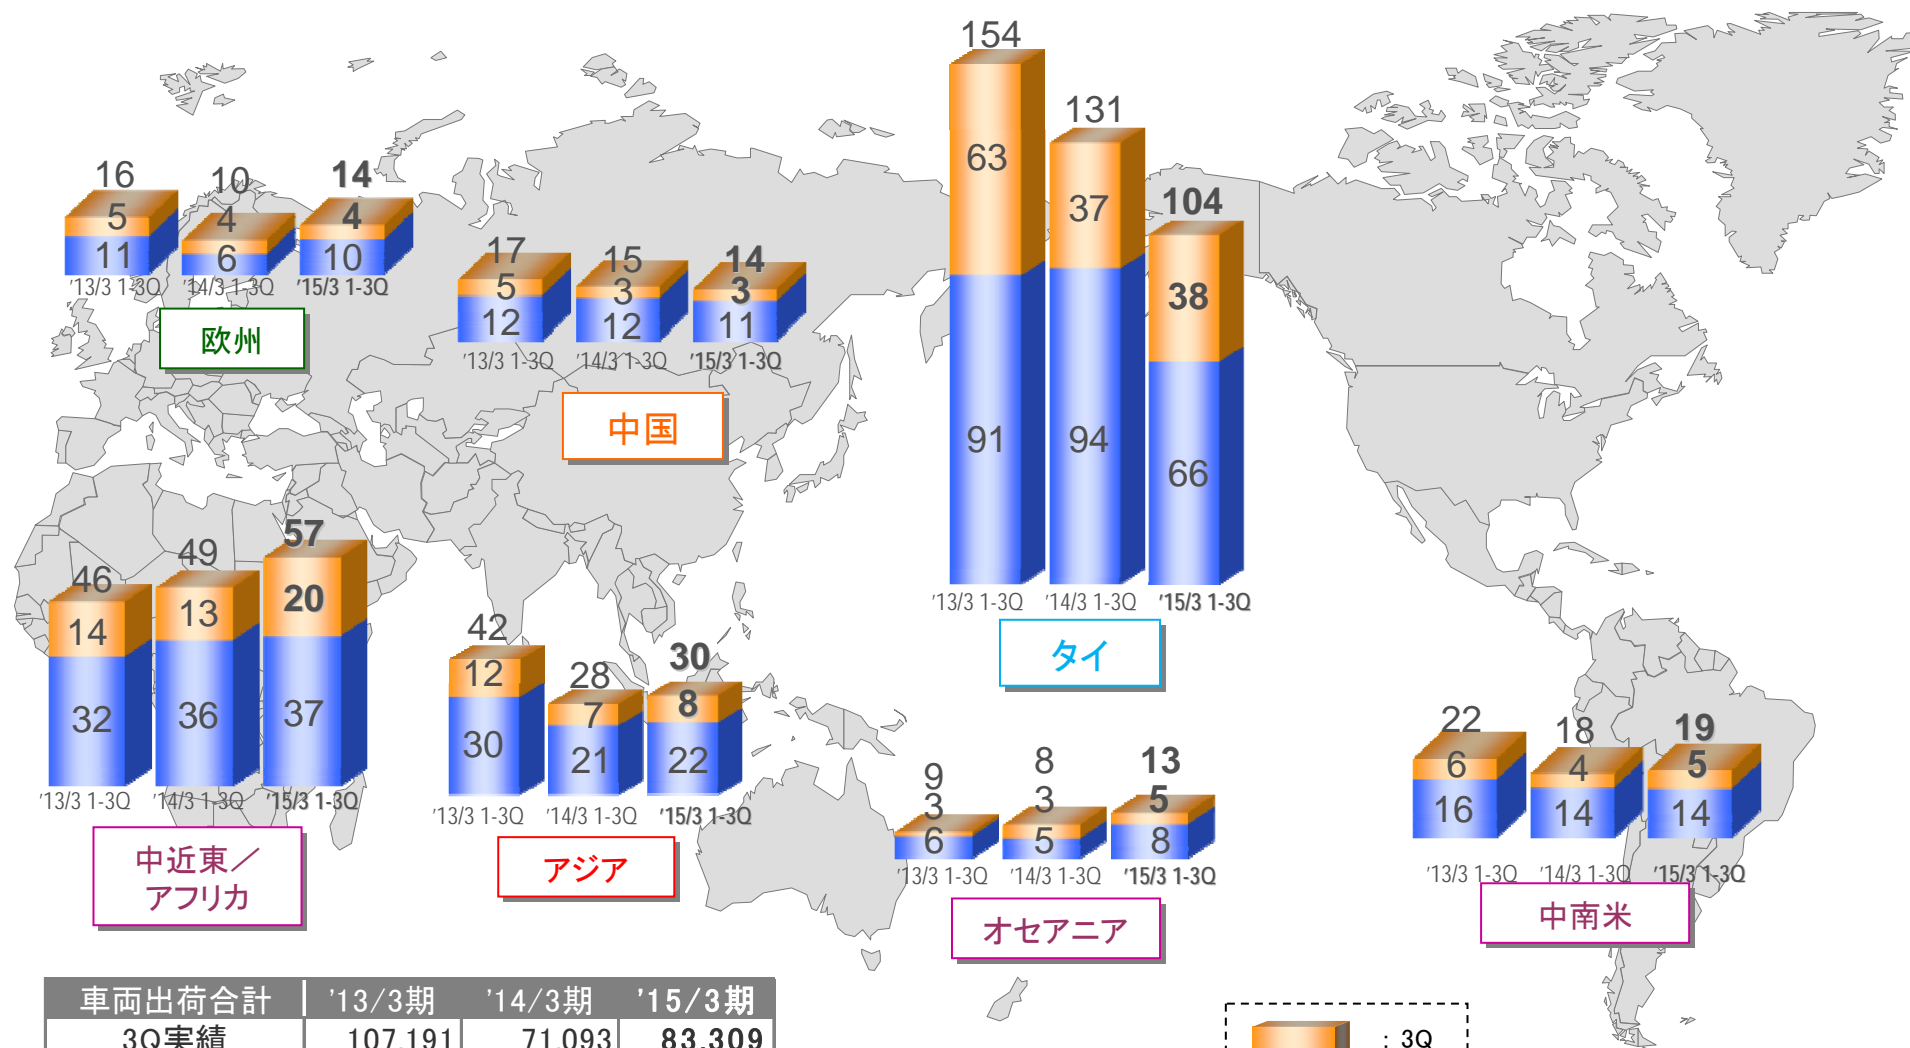 154
63
91
'13/3 1-3Q
131
37
94
'14/3 1-3Q
104
38
66
'15/3 1-3Q
タイ
16
5
11
'13/3 1-3Q
10
4
6
'14/3 1-3Q
14
4
10
'15/3 1-3Q
欧州
17
5
12
'13/3 1-3Q
15
3
12
'14/3 1-3Q
14
3
11
'15/3 1-3Q
中国
46
14
32
'13/3 1-3Q
49
13
36
'14/3 1-3Q
57
20
37
'15/3 1-3Q
中近東／
アフリカ
42
12
30
'13/3 1-3Q
28
7
21
'14/3 1-3Q
30
8
22
'15/3 1-3Q
アジア
9
3
6
'13/3 1-3Q
8
3
5
'14/3 1-3Q
13
5
8
'15/3 1-3Q
オセアニア
22
6
16
'13/3 1-3Q
18
4
14
'14/3 1-3Q
19
5
14
'15/3 1-3Q
中南米
車両出荷合計 '13/3期 '14/3期 '15/3期
3Q実績 107,191 71,093 83,309
: 3Q